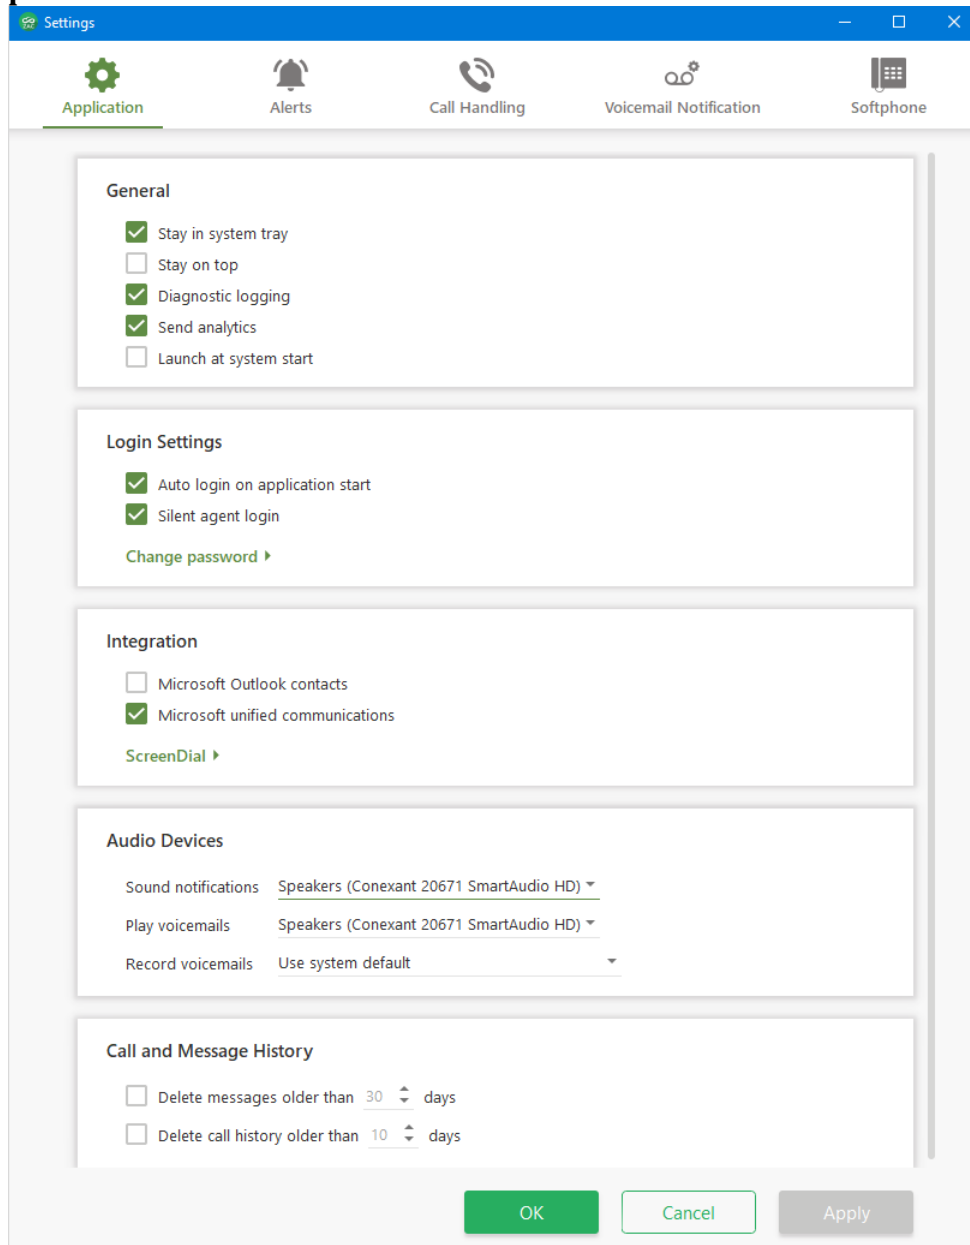 ZAC Settings
Application Alerts Call Handling Voicemail Notification Softphone
General
Stay in system tray
Stay on top
Diagnostic logging
Send analytics
Launch at system start
Login Settings
Auto login on application start
Silent agent login
Change password
Integration
Microsoft Outlook contacts
Microsoft unified communications
ScreenDial
Audio Devices
Sound notifications Speakers (Conexant 20671 SmartAudio HD)
Play voicemails Speakers (Conexant 20671 SmartAudio HD)
Record voicemails Use system default
Call and Message History
Delete messages older than 30 days
Delete call history older than 10 days
OK Cancel Apply